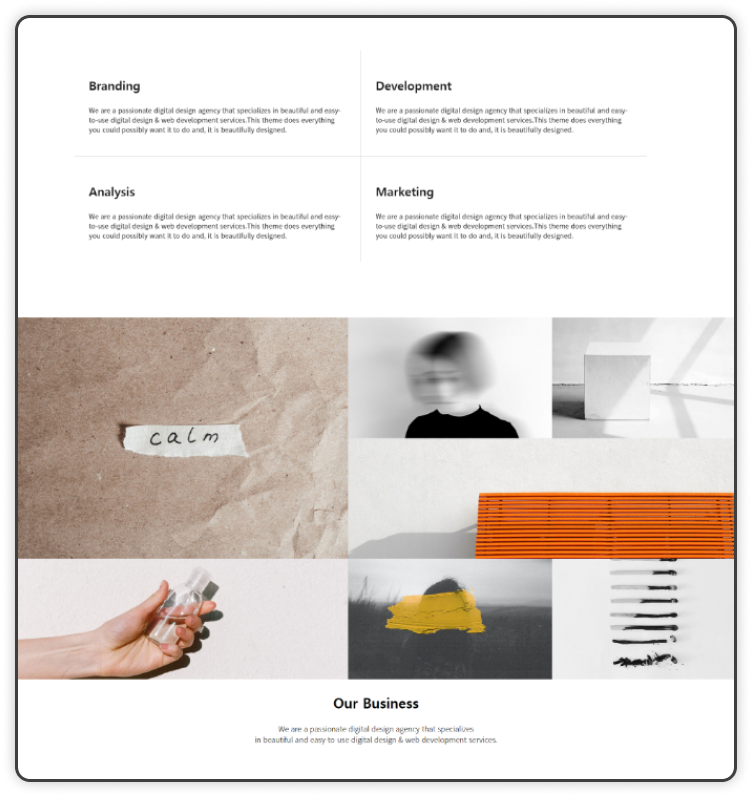 Branding
We are a passionate digital design agency that specializes in beautiful and easy-
to-use digital design & web development services.This theme does everything
you could possibly want it to do and, it is beautifully designed.
Development
We are a passionate digital design agency that specializes in beautiful and easy-
to-use digital design & web development services.This theme does everything
you could possibly want it to do and, it is beautifully designed.
Analysis
We are a passionate digital design agency that specializes in beautiful and easy-
to-use digital design & web development services.This theme does everything
you could possibly want it to do and, it is beautifully designed.
Marketing
We are a passionate digital design agency that specializes in beautiful and easy-
to-use digital design & web development services.This theme does everything
you could possibly want it to do and, it is beautifully designed.
calm
Our Business
We are a passionate digital design agency that specializes
in beautiful and easy to use digital design & web development services.